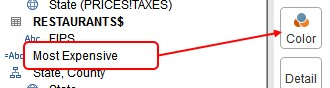 State (PRICES!TAXES)
RESTAURANTS$
Abc FIPS
=Abc Most Expensive
State, County
State
Color
Detail